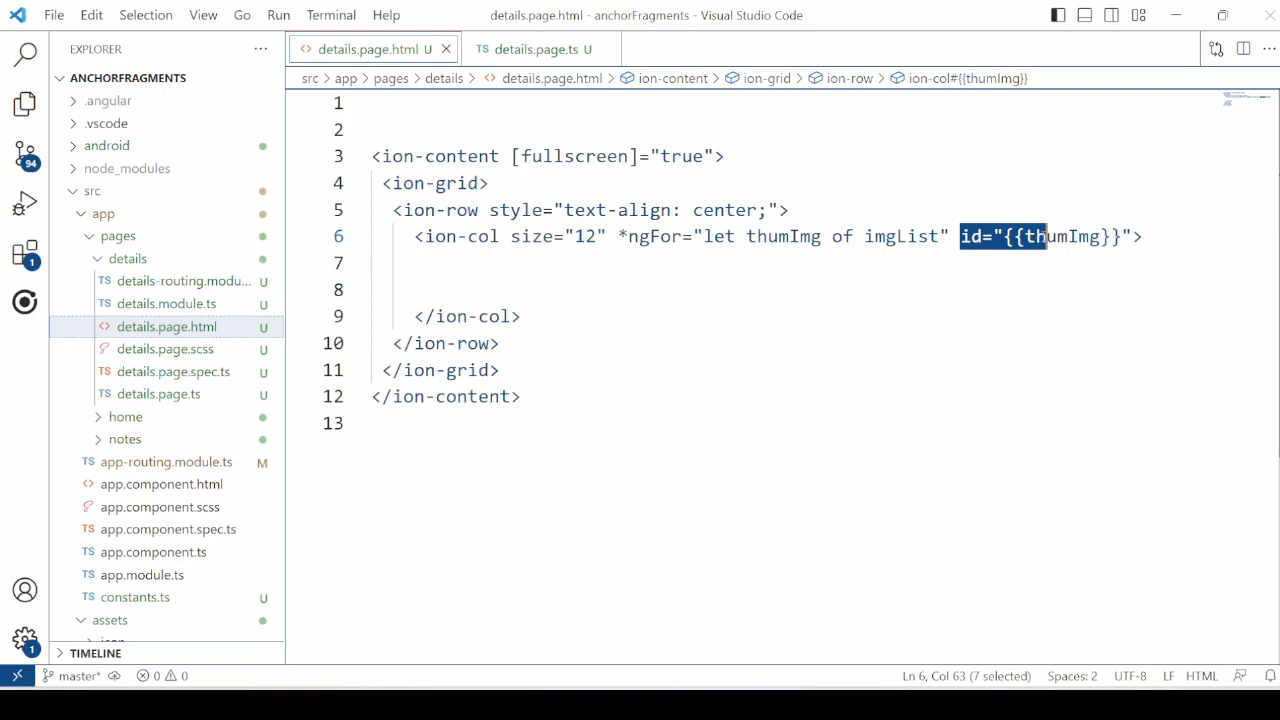 File Edit Selection View Go Run Terminal Help details.page.html - anchorFragments - Visual Studio Code
EXPLORER ...
details.page.html U
details.page.ts U
ANCHORFRAGMENTS
src > app > pages > details > details.page.html > ion-content > ion-grid > ion-row > ion-col#{{thumImg}}
.angular
.vscode
android
node_modules
src
app
pages
details
details-routing.modu... U
details.module.ts U
details.page.html U
details.page.scss U
details.page.spec.ts U
details.page.ts U
home
notes
app-routing.module.ts M
app.component.html
app.component.scss
app.component.spec.ts
app.component.ts
app.module.ts
constants.ts U
assets
TIMELINE
1
2
3 <ion-content [fullscreen]="true">
4 <ion-grid>
5 <ion-row style="text-align: center;">
6 <ion-col size="12" *ngFor="let thumImg of imgList" id="{{thumImg}}">
7
8
9 </ion-col>
10 </ion-row>
11 </ion-grid>
12 </ion-content>
13
94
1
1
master* 0 0 Ln 6, Col 63 (7 selected) Spaces: 2 UTF-8 LF HTML